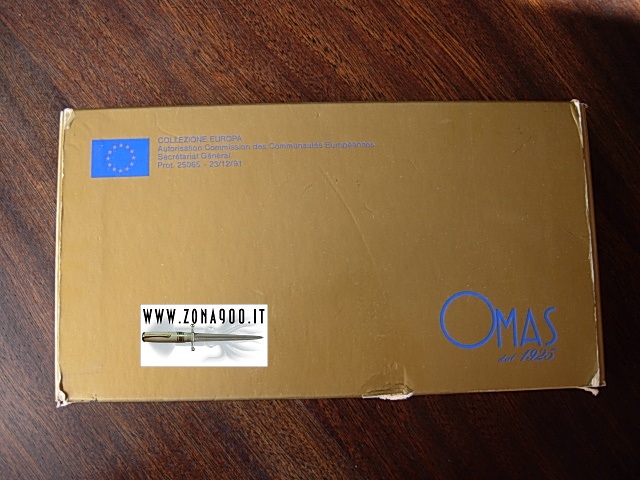 COLLEZIONE EUROPA
Autorisation Commission des Communautés Européennes
Secrétariat Général
Prot. 25065 - 23/12/91
WWW.ZONA900.IT
OMAS
dal 1925